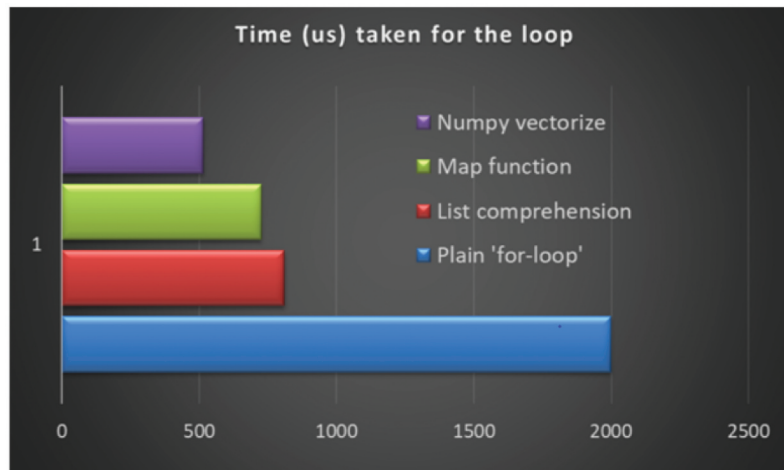 Time (us) taken for the loop
Numpy vectorize
Map function
List comprehension
Plain 'for-loop'
1
0 500 1000 1500 2000 2500